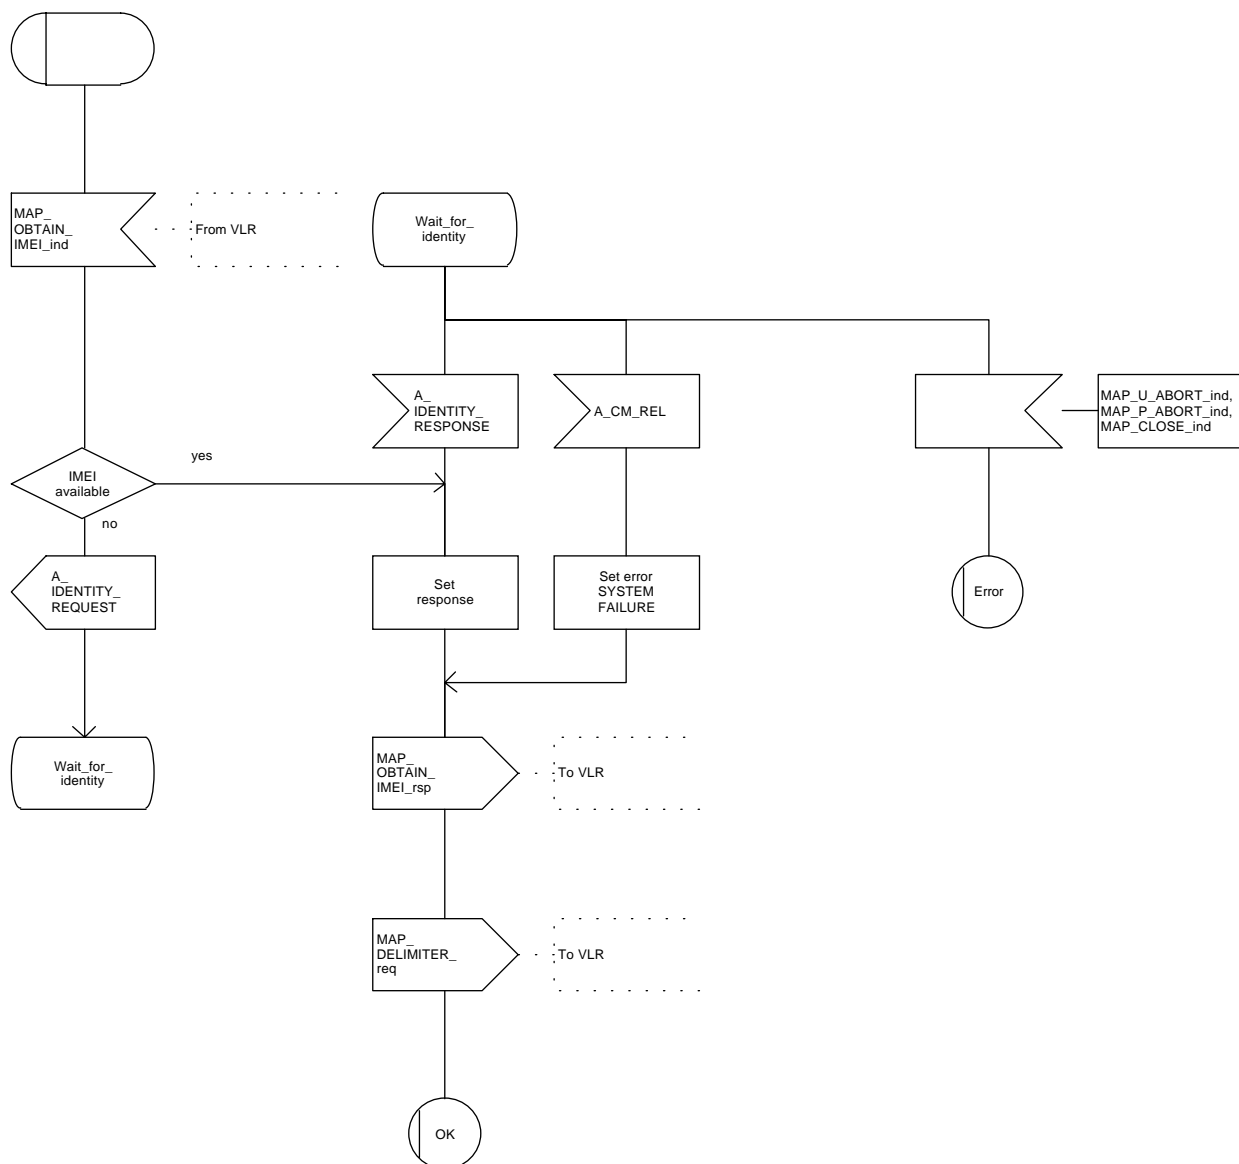 MAP_
OBTAIN_
IMEI_ind
From VLR
Wait_for_
identity
A_
IDENTITY_
RESPONSE
A_CM_REL
MAP_U_ABORT_ind,
MAP_P_ABORT_ind,
MAP_CLOSE_ind
IMEI
available
yes
no
A_
IDENTITY_
REQUEST
Set
response
Set error
SYSTEM
FAILURE
Error
Wait_for_
identity
MAP_
OBTAIN_
IMEI_rsp
To VLR
MAP_
DELIMITER_
req
To VLR
OK